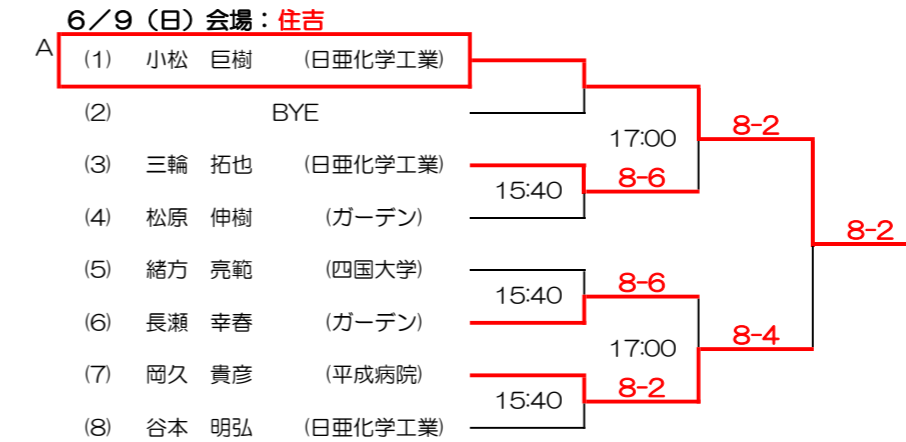 6/9（日）会場：住吉
A
(1) 小松 巨樹 (日亜化学工業)
(2) BYE
17:00 8-2
(3) 三輪 拓也 (日亜化学工業)
15:40 8-6
(4) 松原 伸樹 (ガーデン)
8-2
(5) 緒方 亮範 (四国大学)
15:40 8-6
(6) 長瀬 幸春 (ガーデン)
17:00 8-4
(7) 岡久 貴彦 (平成病院)
15:40 8-2
(8) 谷本 明弘 (日亜化学工業)